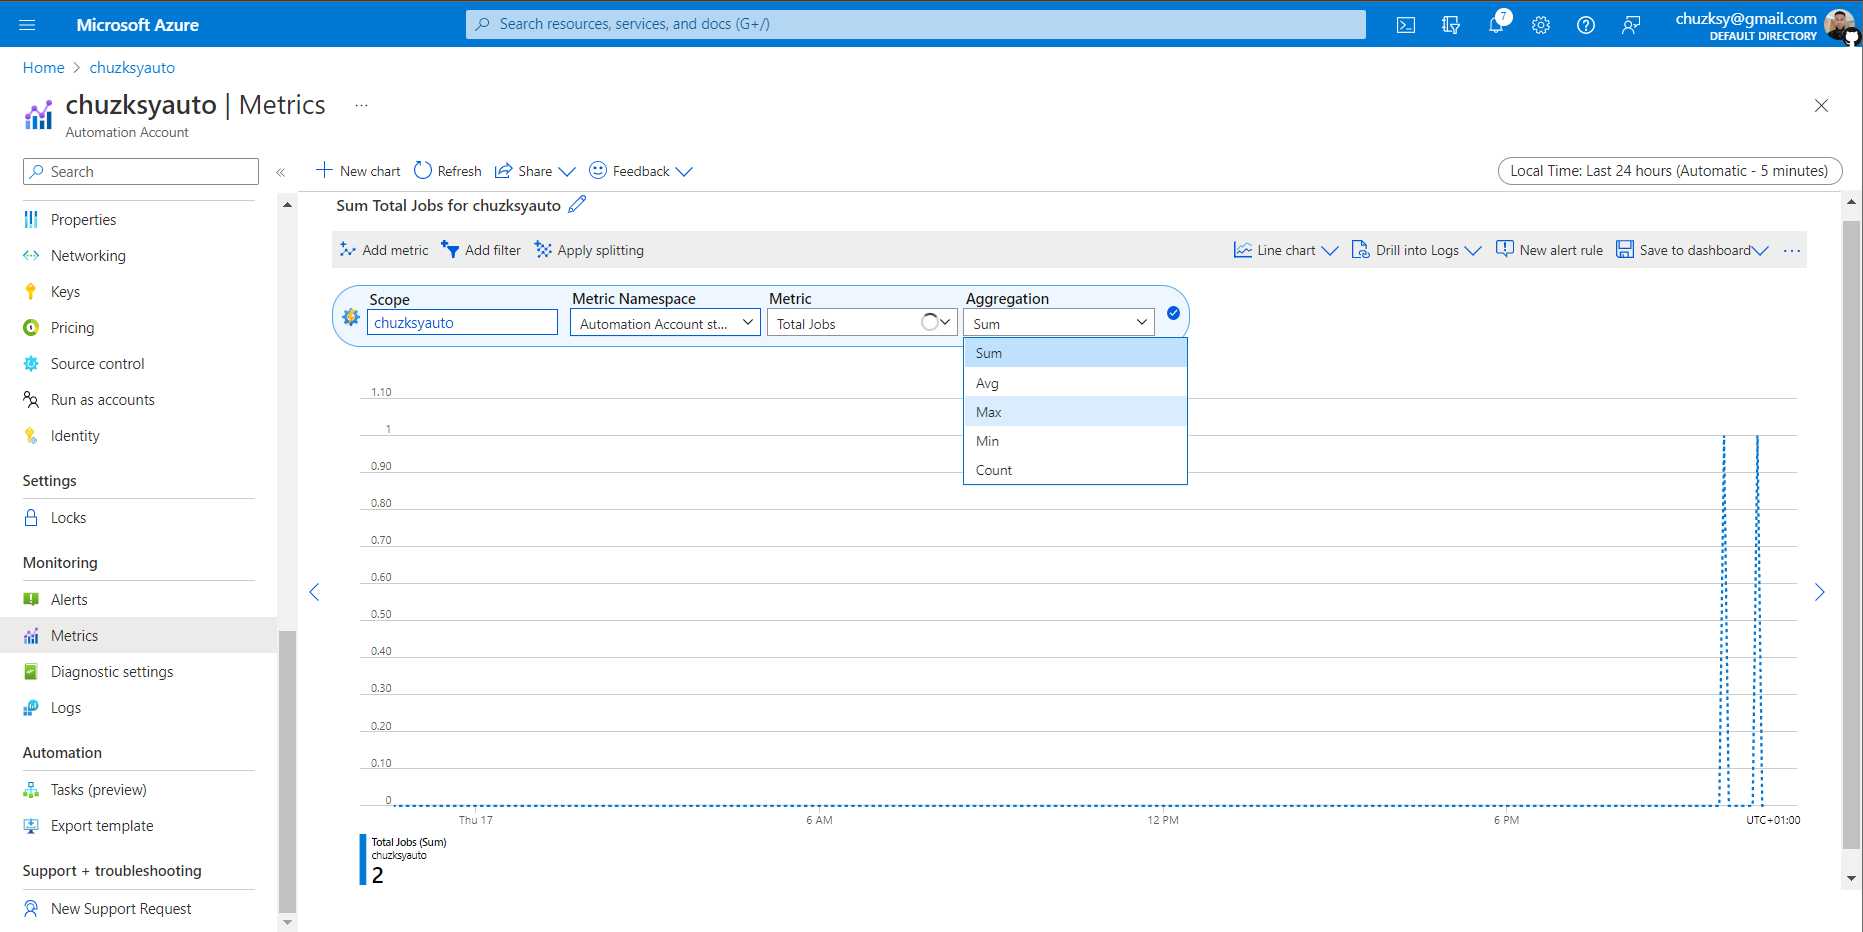 Microsoft Azure
Search resources, services, and docs (G+/)
7
chuzksy@gmail.com
DEFAULT DIRECTORY
Home > chuzksyauto
chuzksyauto | Metrics ...
Automation Account
Search
«
New chart
Refresh
Share
Feedback
Local Time: Last 24 hours (Automatic - 5 minutes)
Properties
Networking
Keys
Pricing
Source control
Run as accounts
Identity
Settings
Locks
Monitoring
Alerts
Metrics
Diagnostic settings
Logs
Automation
Tasks (preview)
Export template
Support + troubleshooting
New Support Request
Sum Total Jobs for chuzksyauto
Add metric
Add filter
Apply splitting
Line chart
Drill into Logs
New alert rule
Save to dashboard
...
Scope
chuzksyauto
Metric Namespace
Automation Account st...
Metric
Total Jobs
Aggregation
Sum
Sum
Avg
Max
Min
Count
1.10
1
0.90
0.80
0.70
0.60
0.50
0.40
0.30
0.20
0.10
0
Thu 17
6 AM
12 PM
6 PM
UTC+01:00
Total Jobs (Sum)
chuzksyauto
2